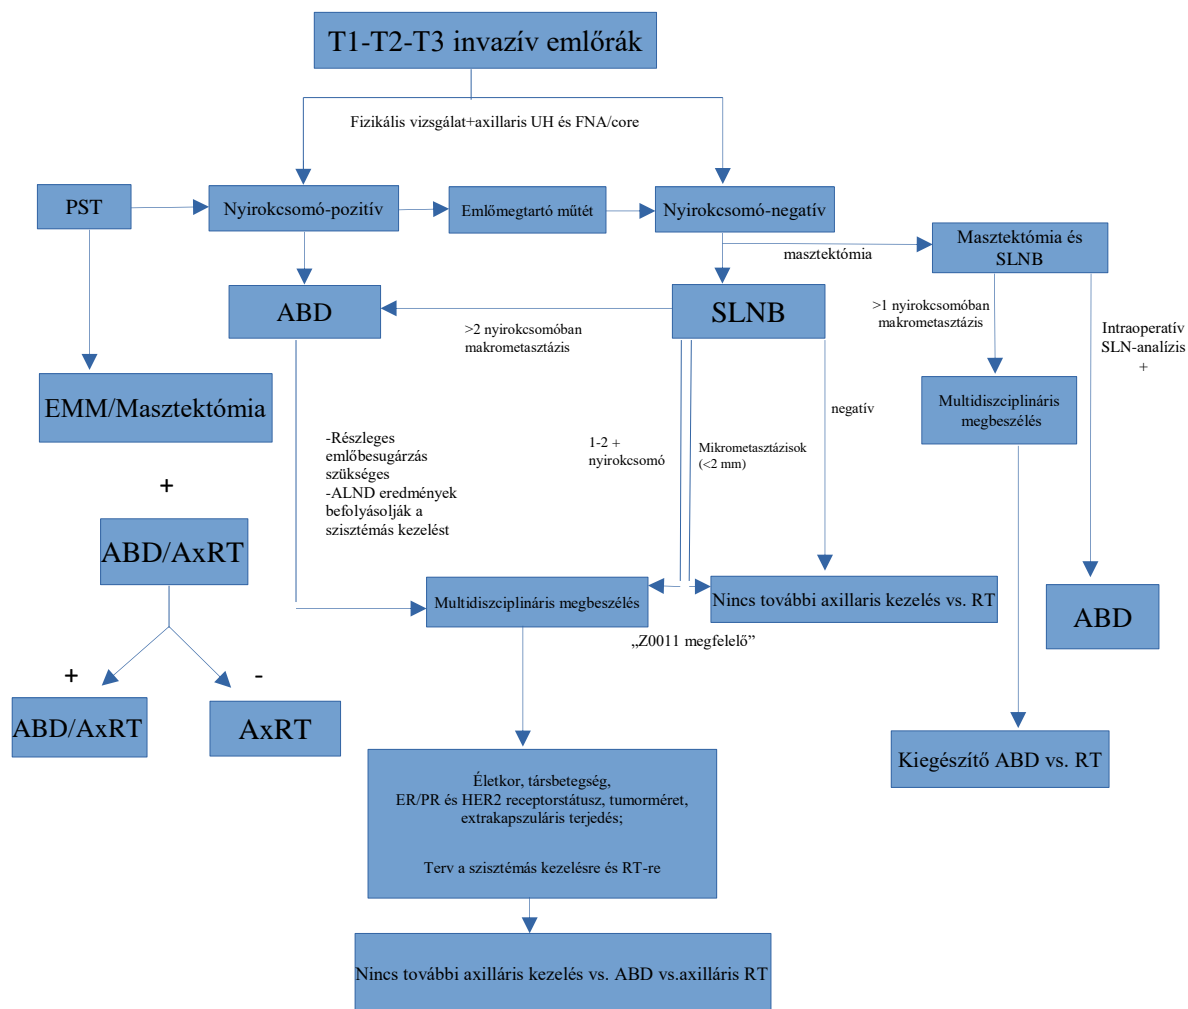 T1-T2-T3 invazív emlőrák
Fizikális vizsgálat+axillaris UH és FNA/core
PST
Nyirokcsomó-pozitív
Emlőmegtartó műtét
Nyirokcsomó-negatív
masztektómia
Masztektómia és
SLNB
ABD
>2 nyirokcsomóban
makrometasztázis
SLNB
>1 nyirokcsomóban
makrometasztázis
Intraoperatív
SLN-analízis
+
EMM/Masztektómia
-Részleges
emlőbesugárzás
szükséges
-ALND eredmények
befolyásolják a
szisztémás kezelést
1-2 +
nyirokcsomó
Mikrometasztázisok
(<2 mm)
negatív
Multidiszciplináris
megbeszélés
+
ABD/AxRT
Multidiszciplináris megbeszélés
Nincs további axillaris kezelés vs. RT
ABD
„Z0011 megfelelő”
+
-
ABD/AxRT
AxRT
Kiegészítő ABD vs. RT
Életkor, társbetegség,
ER/PR és HER2 receptorstátusz, tumorméret,
extrakapszuláris terjedés;
Terv a szisztémás kezelésre és RT-re
Nincs további axilláris kezelés vs. ABD vs.axilláris RT